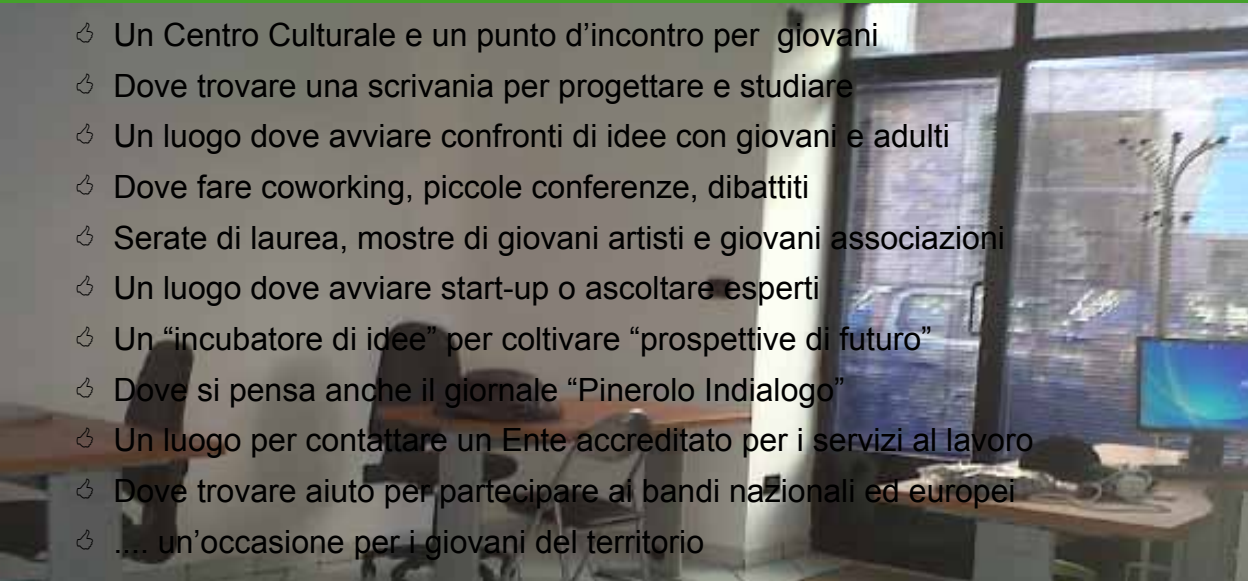 Un Centro Culturale e un punto d’incontro per giovani
Dove trovare una scrivania per progettare e studiare
Un luogo dove avviare confronti di idee con giovani e adulti
Dove fare coworking, piccole conferenze, dibattiti
Serate di laurea, mostre di giovani artisti e giovani associazioni
Un luogo dove avviare start-up o ascoltare esperti
Un “incubatore di idee” per coltivare “prospettive di futuro”
Dove si pensa anche il giornale “Pinerolo Indialogo”
Un luogo per contattare un Ente accreditato per i servizi al lavoro
Dove trovare aiuto per partecipare ai bandi nazionali ed europei
.... un’occasione per i giovani del territorio